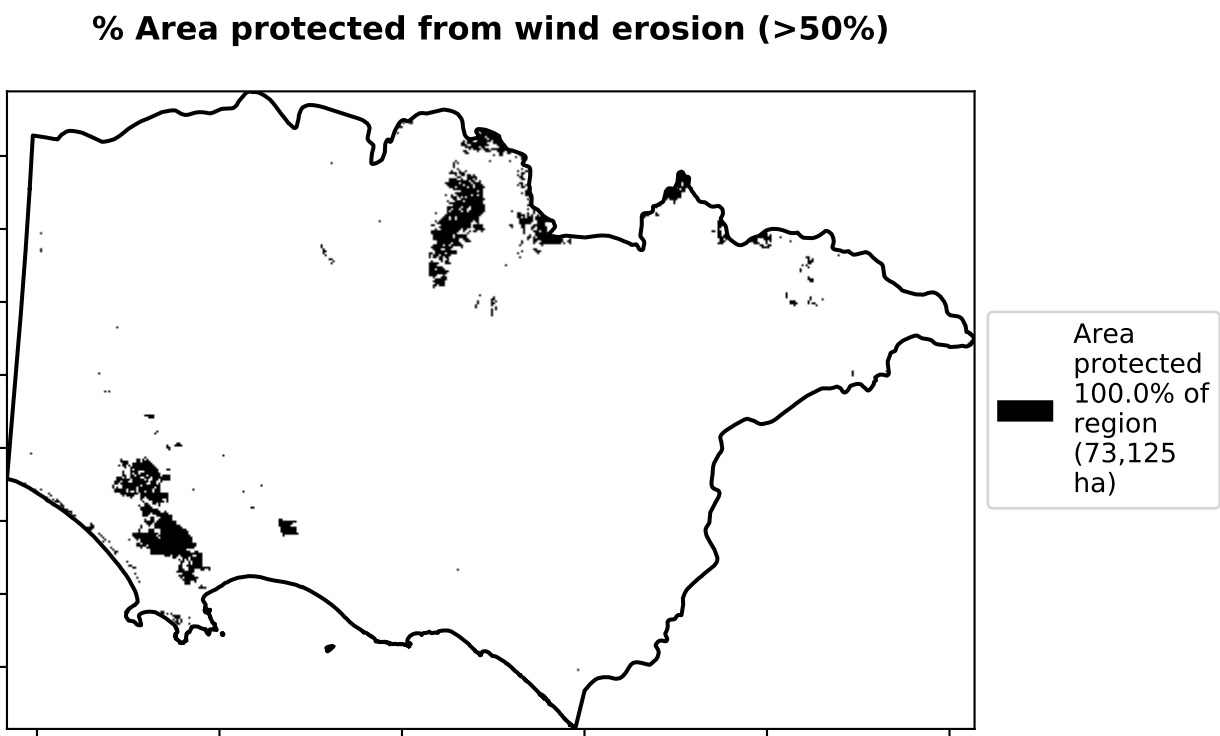 % Area protected from wind erosion (>50%)
Area
protected
100.0% of
region
(73,125
ha)